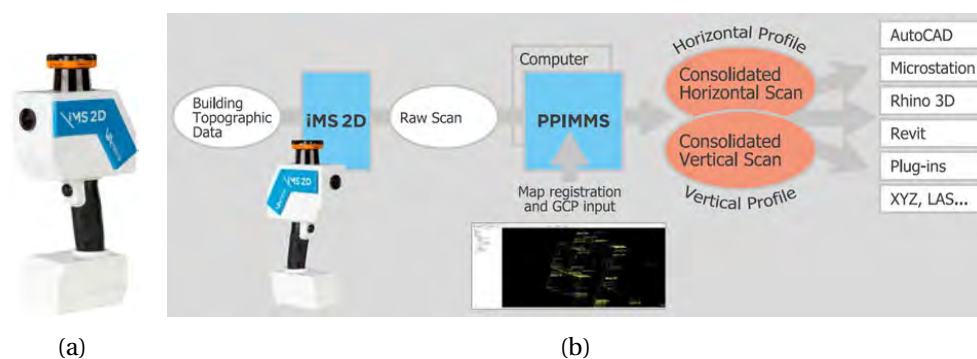 iMS 2D
Building
Topographic
Data
iMS 2D
iMS 2D
Raw Scan
Computer
PPIMMS
Map registration
and GCP input
Horizontal Profile
Consolidated
Horizontal Scan
Consolidated
Vertical Scan
Vertical Profile
AutoCAD
Microstation
Rhino 3D
Revit
Plug-ins
XYZ, LAS...
(a)
(b)